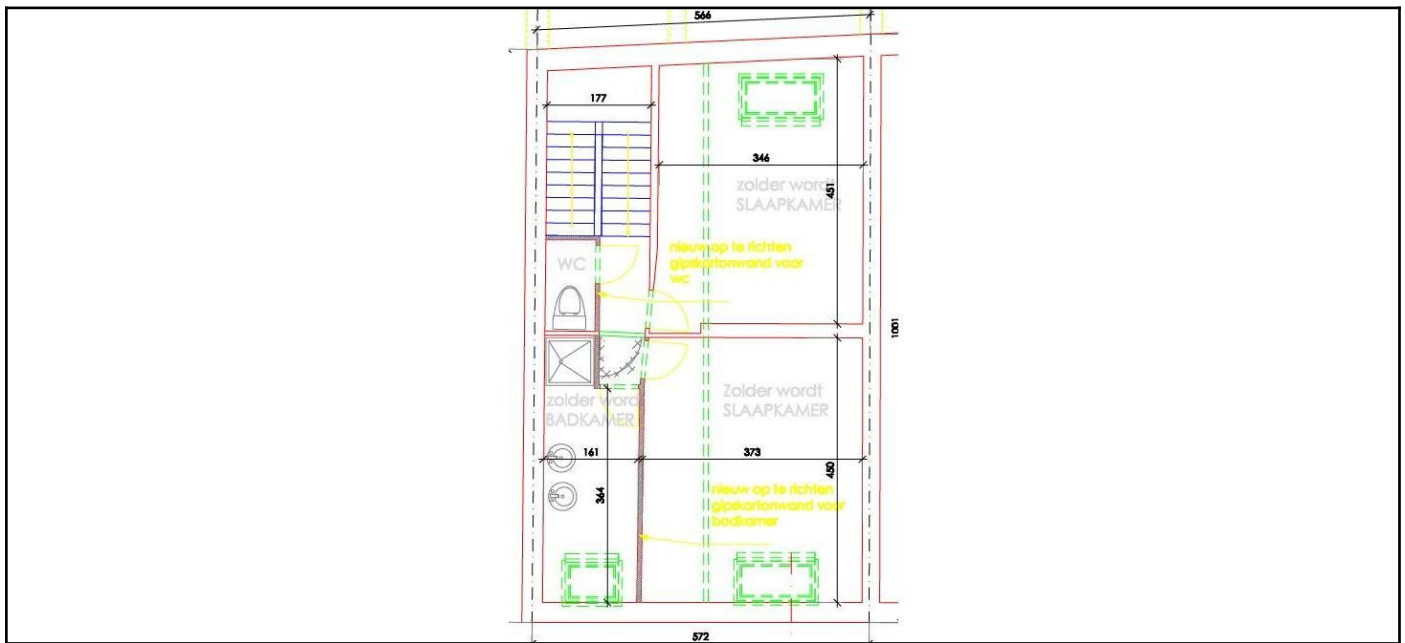 566
177
346
zolder wordt
SLAAPKAMER
451
nieuw op te richten
gipskartonwand voor
wc
WC
1001
zolder wordt
BADKAMER
Zolder wordt
SLAAPKAMER
161
373
450
364
nieuw op te richten
gipskartonwand voor
badkamer
572